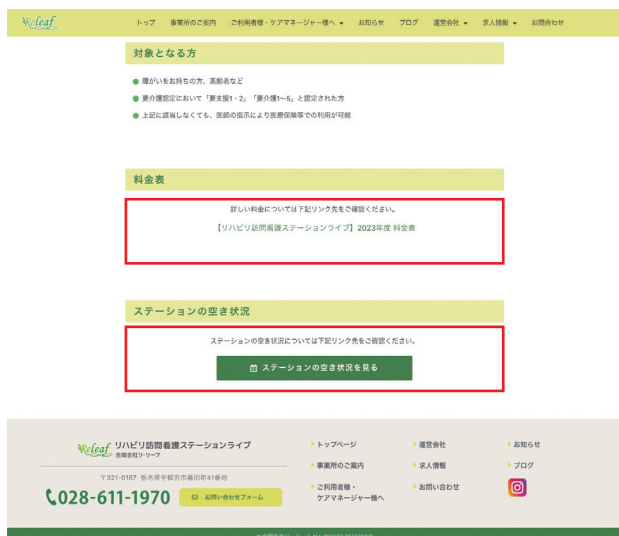 Releaf
トップ 事業所のご案内 ご利用者様・ケアマネージャー様へ お知らせ ブログ 運営会社 求人情報 お問合わせ
対象となる方
障がいをお持ちの方、高齢者など
要介護認定において「要支援1・2」「要介護1〜5」と認定された方
上記に該当しなくても、医師の指示により医療保険等での利用が可能
料金表
詳しい料金については下記リンク先をご確認ください。
【リハビリ訪問看護ステーションライブ】2023年度 料金表
ステーションの空き状況
ステーションの空き状況については下記リンク先をご確認ください。
ステーションの空き状況を見る
Releaf リハビリ訪問看護ステーションライブ
合同会社リ・リーフ
〒321-0157 栃木県宇都宮市幕田町41番地
028-611-1970 お問い合わせフォーム
トップページ 運営会社 お知らせ
事業所のご案内 求人情報 ブログ
ご利用者様・ お問い合わせ
ケアマネージャー様へ